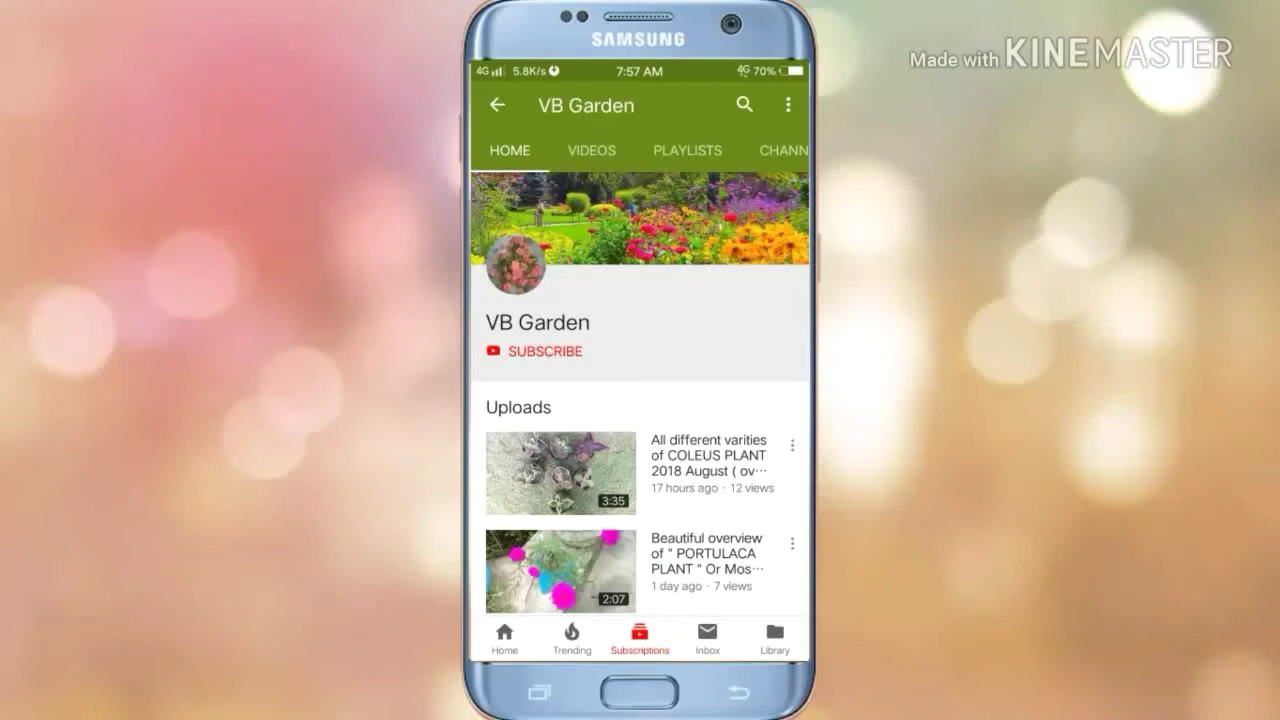 Made with KINEMASTER
SAMSUNG
4G 5.8K/s 7:57 AM 4G 70%
VB Garden
HOME VIDEOS PLAYLISTS CHANN
VB Garden
SUBSCRIBE
Uploads
All different varities
of COLEUS PLANT
2018 August ( ov···
17 hours ago · 12 views
3:35
Beautiful overview
of " PORTULACA
PLANT " Or Mos···
1 day ago · 7 views
2:07
Home Trending Subscriptions Inbox Library